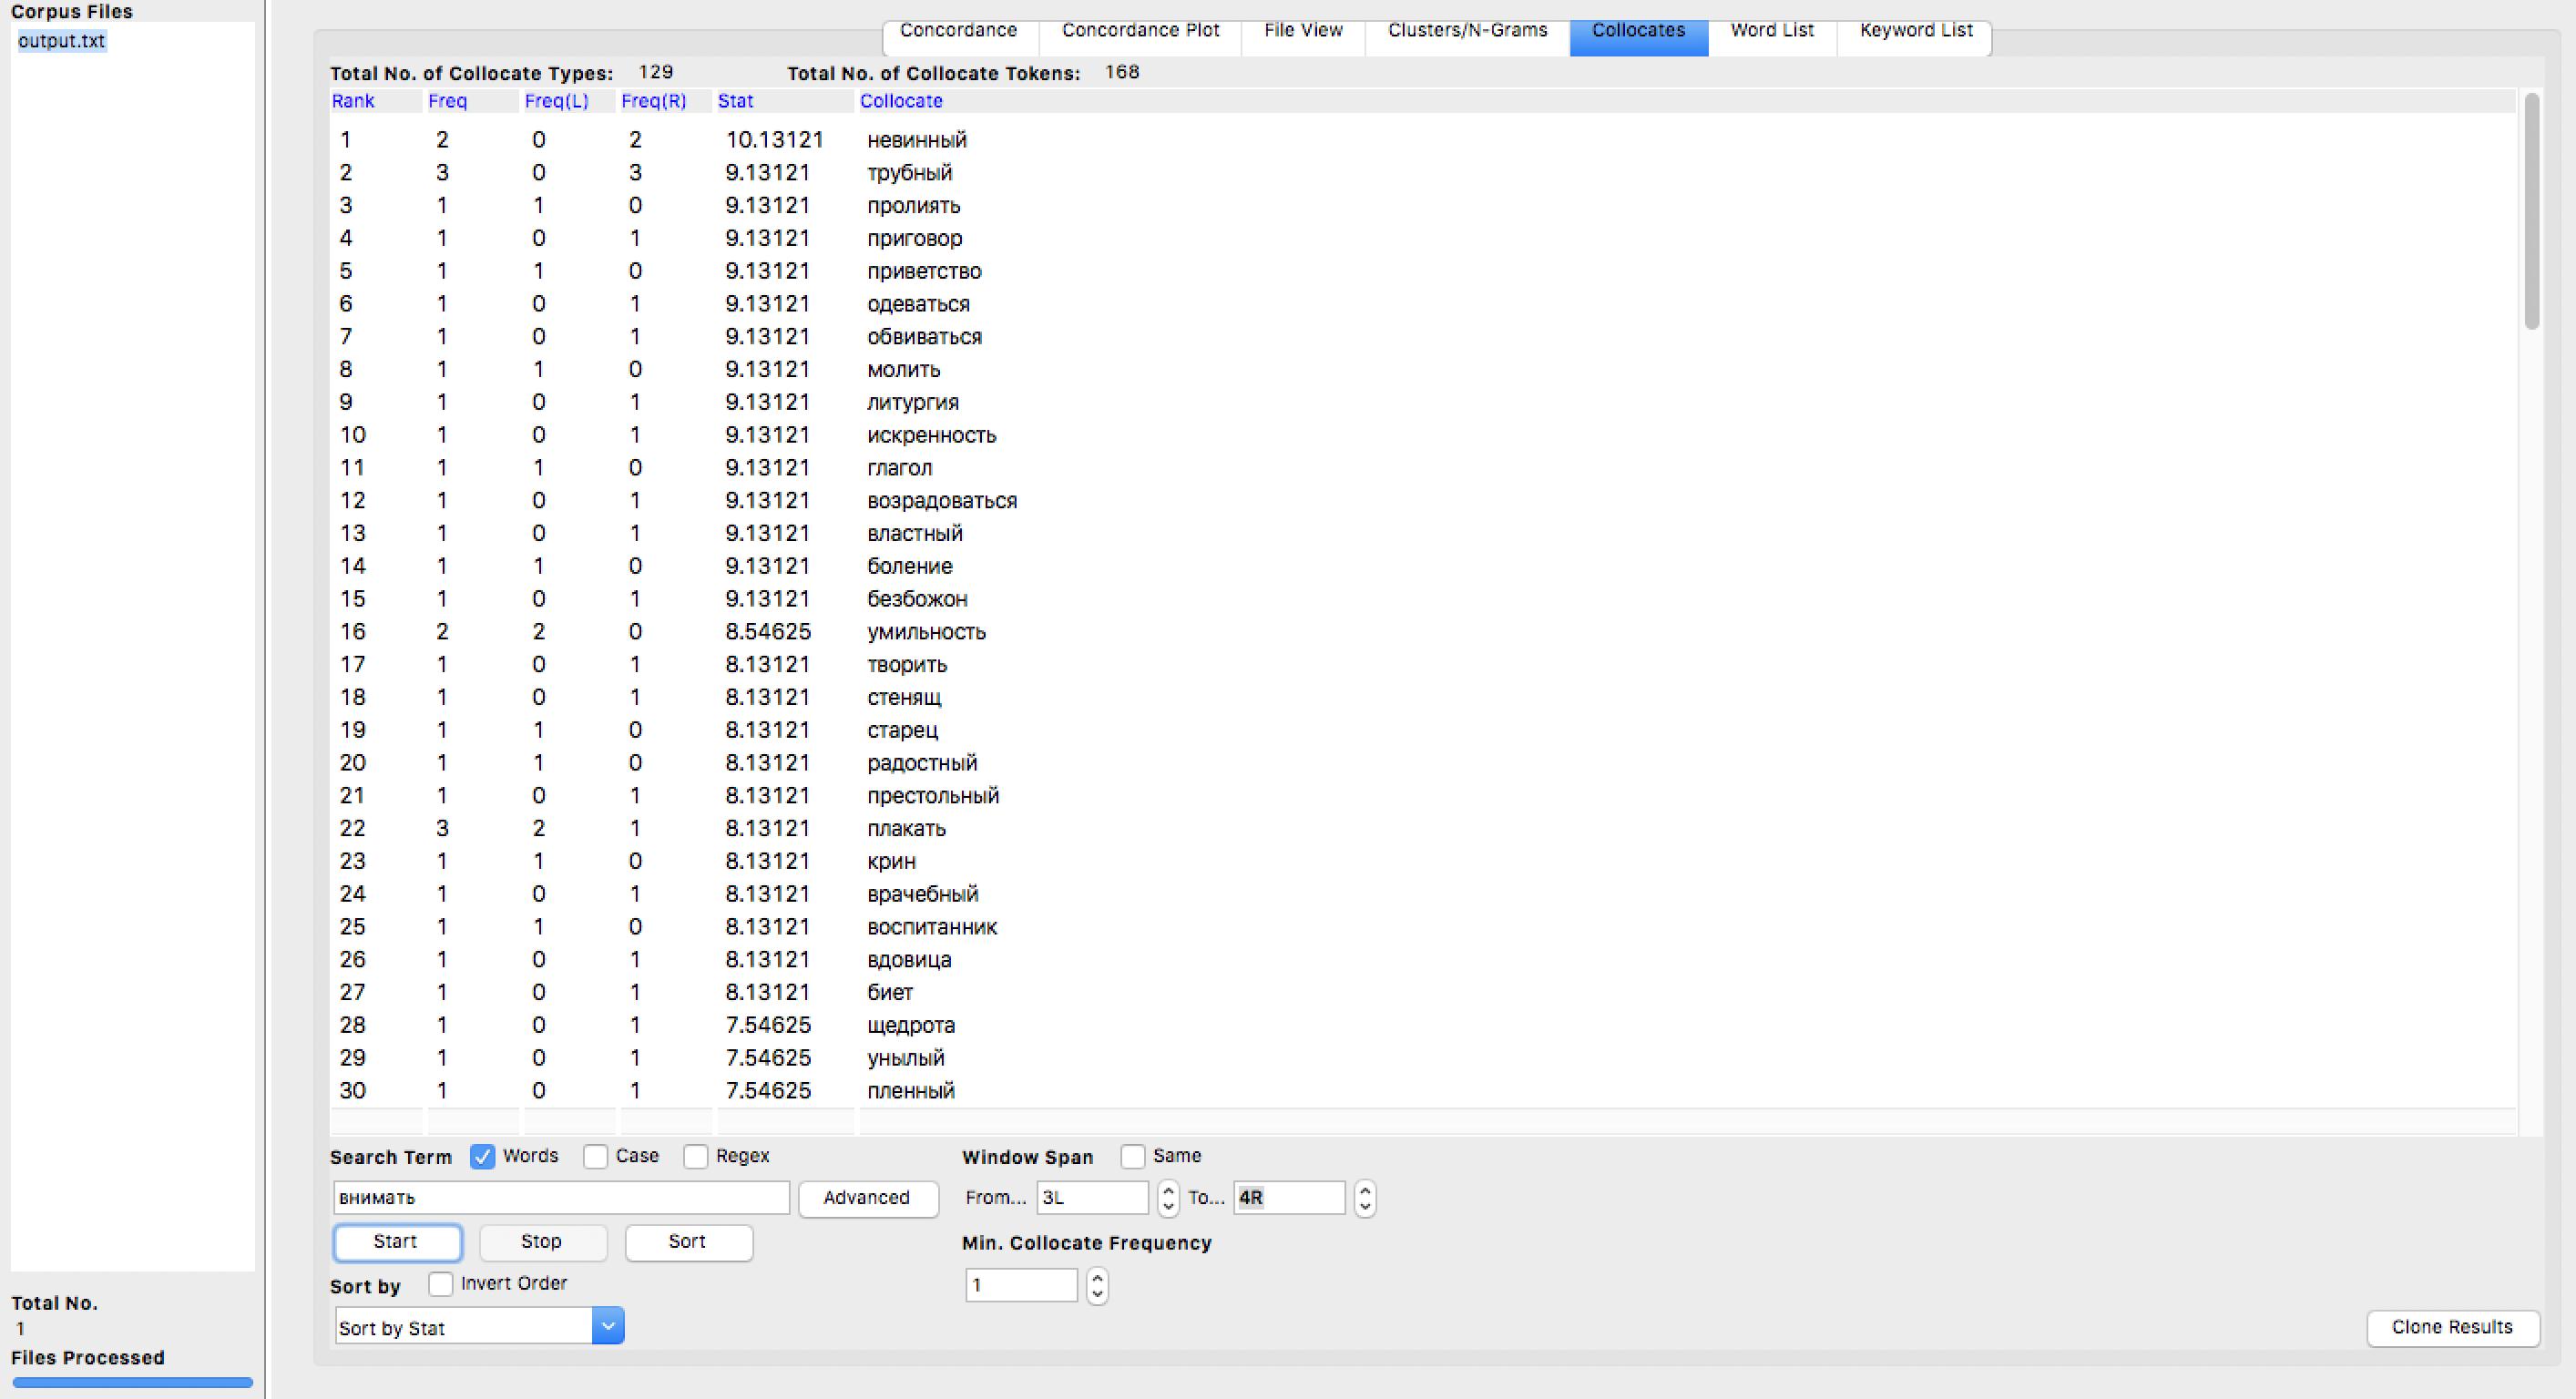 Corpus Files
output.txt
Concordance Concordance Plot File View Clusters/N-Grams Collocates Word List Keyword List
Total No. of Collocate Types: 129 Total No. of Collocate Tokens: 168
Rank Freq Freq(L) Freq(R) Stat Collocate
1 2 0 2 10.13121 невинный
2 3 0 3 9.13121 трубный
3 1 1 0 9.13121 пролиять
4 1 0 1 9.13121 приговор
5 1 1 0 9.13121 приветство
6 1 0 1 9.13121 одеваться
7 1 0 1 9.13121 обвиваться
8 1 1 0 9.13121 молить
9 1 0 1 9.13121 литургия
10 1 0 1 9.13121 искренность
11 1 1 0 9.13121 глагол
12 1 0 1 9.13121 возрадоваться
13 1 0 1 9.13121 властный
14 1 1 0 9.13121 боление
15 1 0 1 9.13121 безбожон
16 2 2 0 8.54625 умильность
17 1 0 1 8.13121 творить
18 1 0 1 8.13121 стенящ
19 1 1 0 8.13121 старец
20 1 1 0 8.13121 радостный
21 1 0 1 8.13121 престольный
22 3 2 1 8.13121 плакать
23 1 1 0 8.13121 крин
24 1 0 1 8.13121 врачебный
25 1 1 0 8.13121 воспитанник
26 1 0 1 8.13121 вдовица
27 1 0 1 8.13121 биет
28 1 0 1 7.54625 щедрота
29 1 0 1 7.54625 унылый
30 1 0 1 7.54625 пленный
Search Term Words Case Regex Window Span Same
внимать Advanced From... 3L To... 4R
Start Stop Sort Min. Collocate Frequency
Sort by Invert Order 1
Sort by Stat
Total No.
1
Files Processed
Clone Results